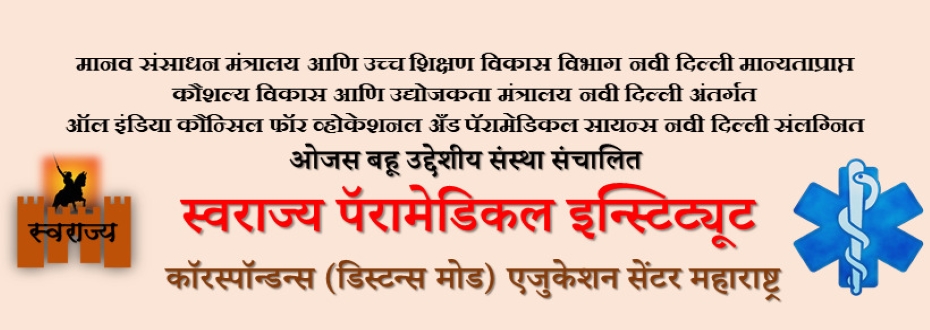 मानव संसाधन मंत्रालय आणि उच्च शिक्षण विकास विभाग नवी दिल्ली मान्यताप्राप्त
कौशल्य विकास आणि उद्योजकता मंत्रालय नवी दिल्ली अंतर्गत
ऑल इंडिया कौन्सिल फॉर व्होकेशनल अँड पॅरामेडिकल सायन्स नवी दिल्ली संलग्नित
ओजस बहू उद्देशीय संस्था संचालित
स्वराज्य
स्वराज्य पॅरामेडिकल इन्स्टिट्यूट
कॉरस्पॉन्डन्स (डिस्टन्स मोड) एजुकेशन सेंटर महाराष्ट्र